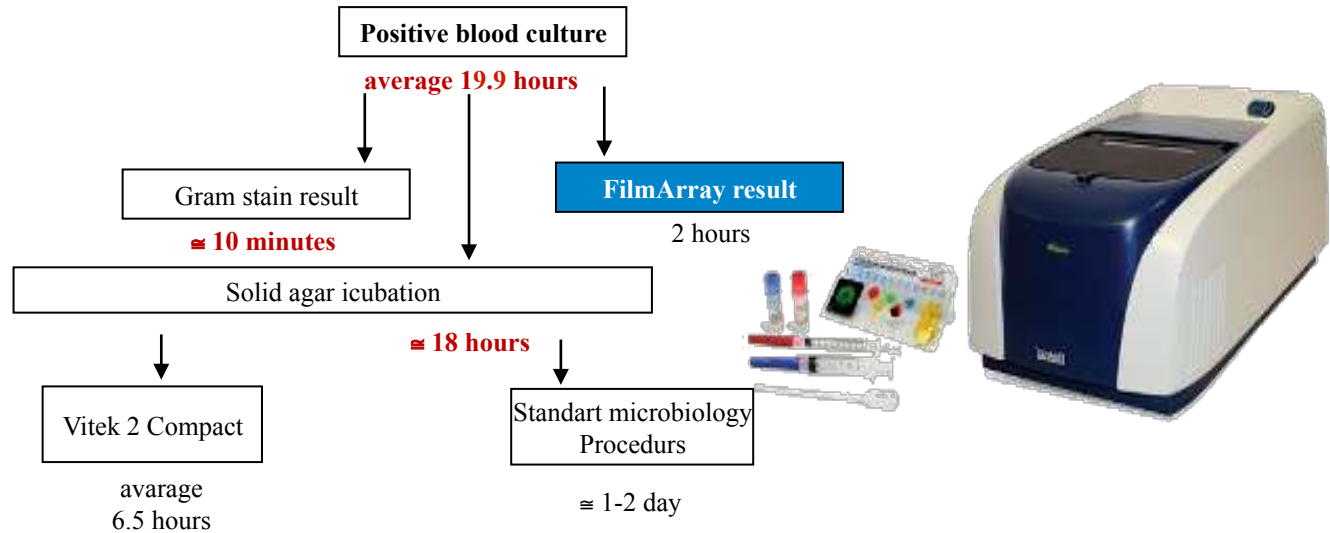 Positive blood culture
average 19.9 hours
Gram stain result
FilmArray result
≅ 10 minutes
2 hours
Solid agar icubation
≅ 18 hours
Vitek 2 Compact
Standart microbiology
Procedurs
avarage
6.5 hours
≅ 1-2 day